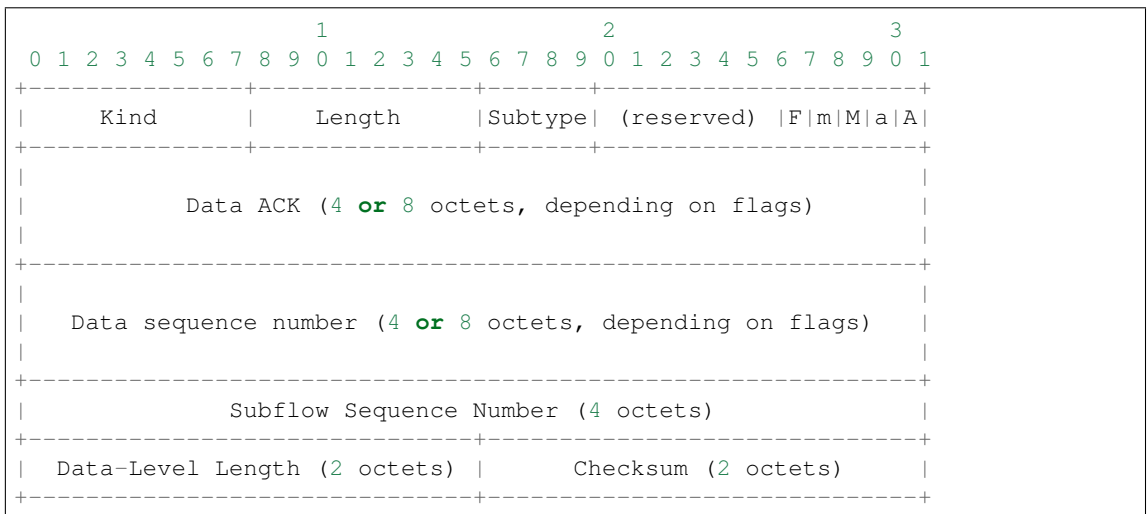 1                   2                   3
 0 1 2 3 4 5 6 7 8 9 0 1 2 3 4 5 6 7 8 9 0 1 2 3 4 5 6 7 8 9 0 1
+---------------+---------------+-------+----------------------+
|     Kind      |    Length     |Subtype| (reserved) |F|m|M|a|A|
+---------------+---------------+-------+----------------------+
|                                                              |
|           Data ACK (4 or 8 octets, depending on flags)       |
|                                                              |
+--------------------------------------------------------------+
|                                                              |
|   Data sequence number (4 or 8 octets, depending on flags)   |
|                                                              |
+--------------------------------------------------------------+
|              Subflow Sequence Number (4 octets)              |
+-------------------------------+------------------------------+
|  Data-Level Length (2 octets) |      Checksum (2 octets)     |
+-------------------------------+------------------------------+